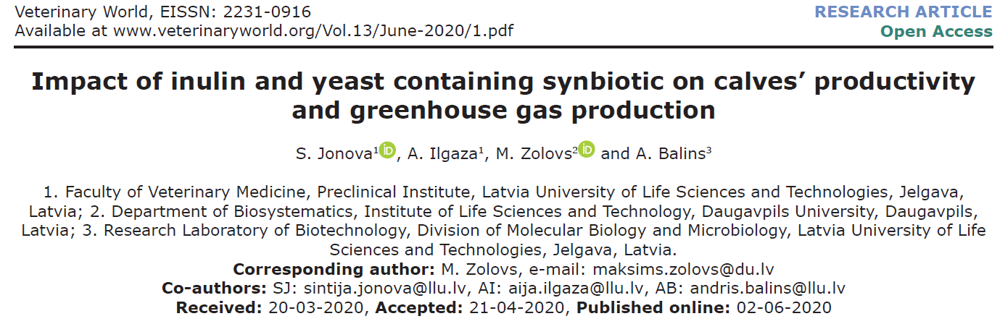 Veterinary World, EISSN: 2231-0916
RESEARCH ARTICLE
Available at www.veterinaryworld.org/Vol.13/June-2020/1.pdf
Open Access
Impact of inulin and yeast containing synbiotic on calves’ productivity
and greenhouse gas production
S. Jonova¹ iD, A. Ilgaza¹, M. Zolovs² iD and A. Balins³
1. Faculty of Veterinary Medicine, Preclinical Institute, Latvia University of Life Sciences and Technologies, Jelgava,
Latvia; 2. Department of Biosystematics, Institute of Life Sciences and Technology, Daugavpils University, Daugavpils,
Latvia; 3. Research Laboratory of Biotechnology, Division of Molecular Biology and Microbiology, Latvia University of Life
Sciences and Technologies, Jelgava, Latvia.
Corresponding author: M. Zolovs, e-mail: maksims.zolovs@du.lv
Co-authors: SJ: sintija.jonova@llu.lv, AI: aija.ilgaza@llu.lv, AB: andris.balins@llu.lv
Received: 20-03-2020, Accepted: 21-04-2020, Published online: 02-06-2020